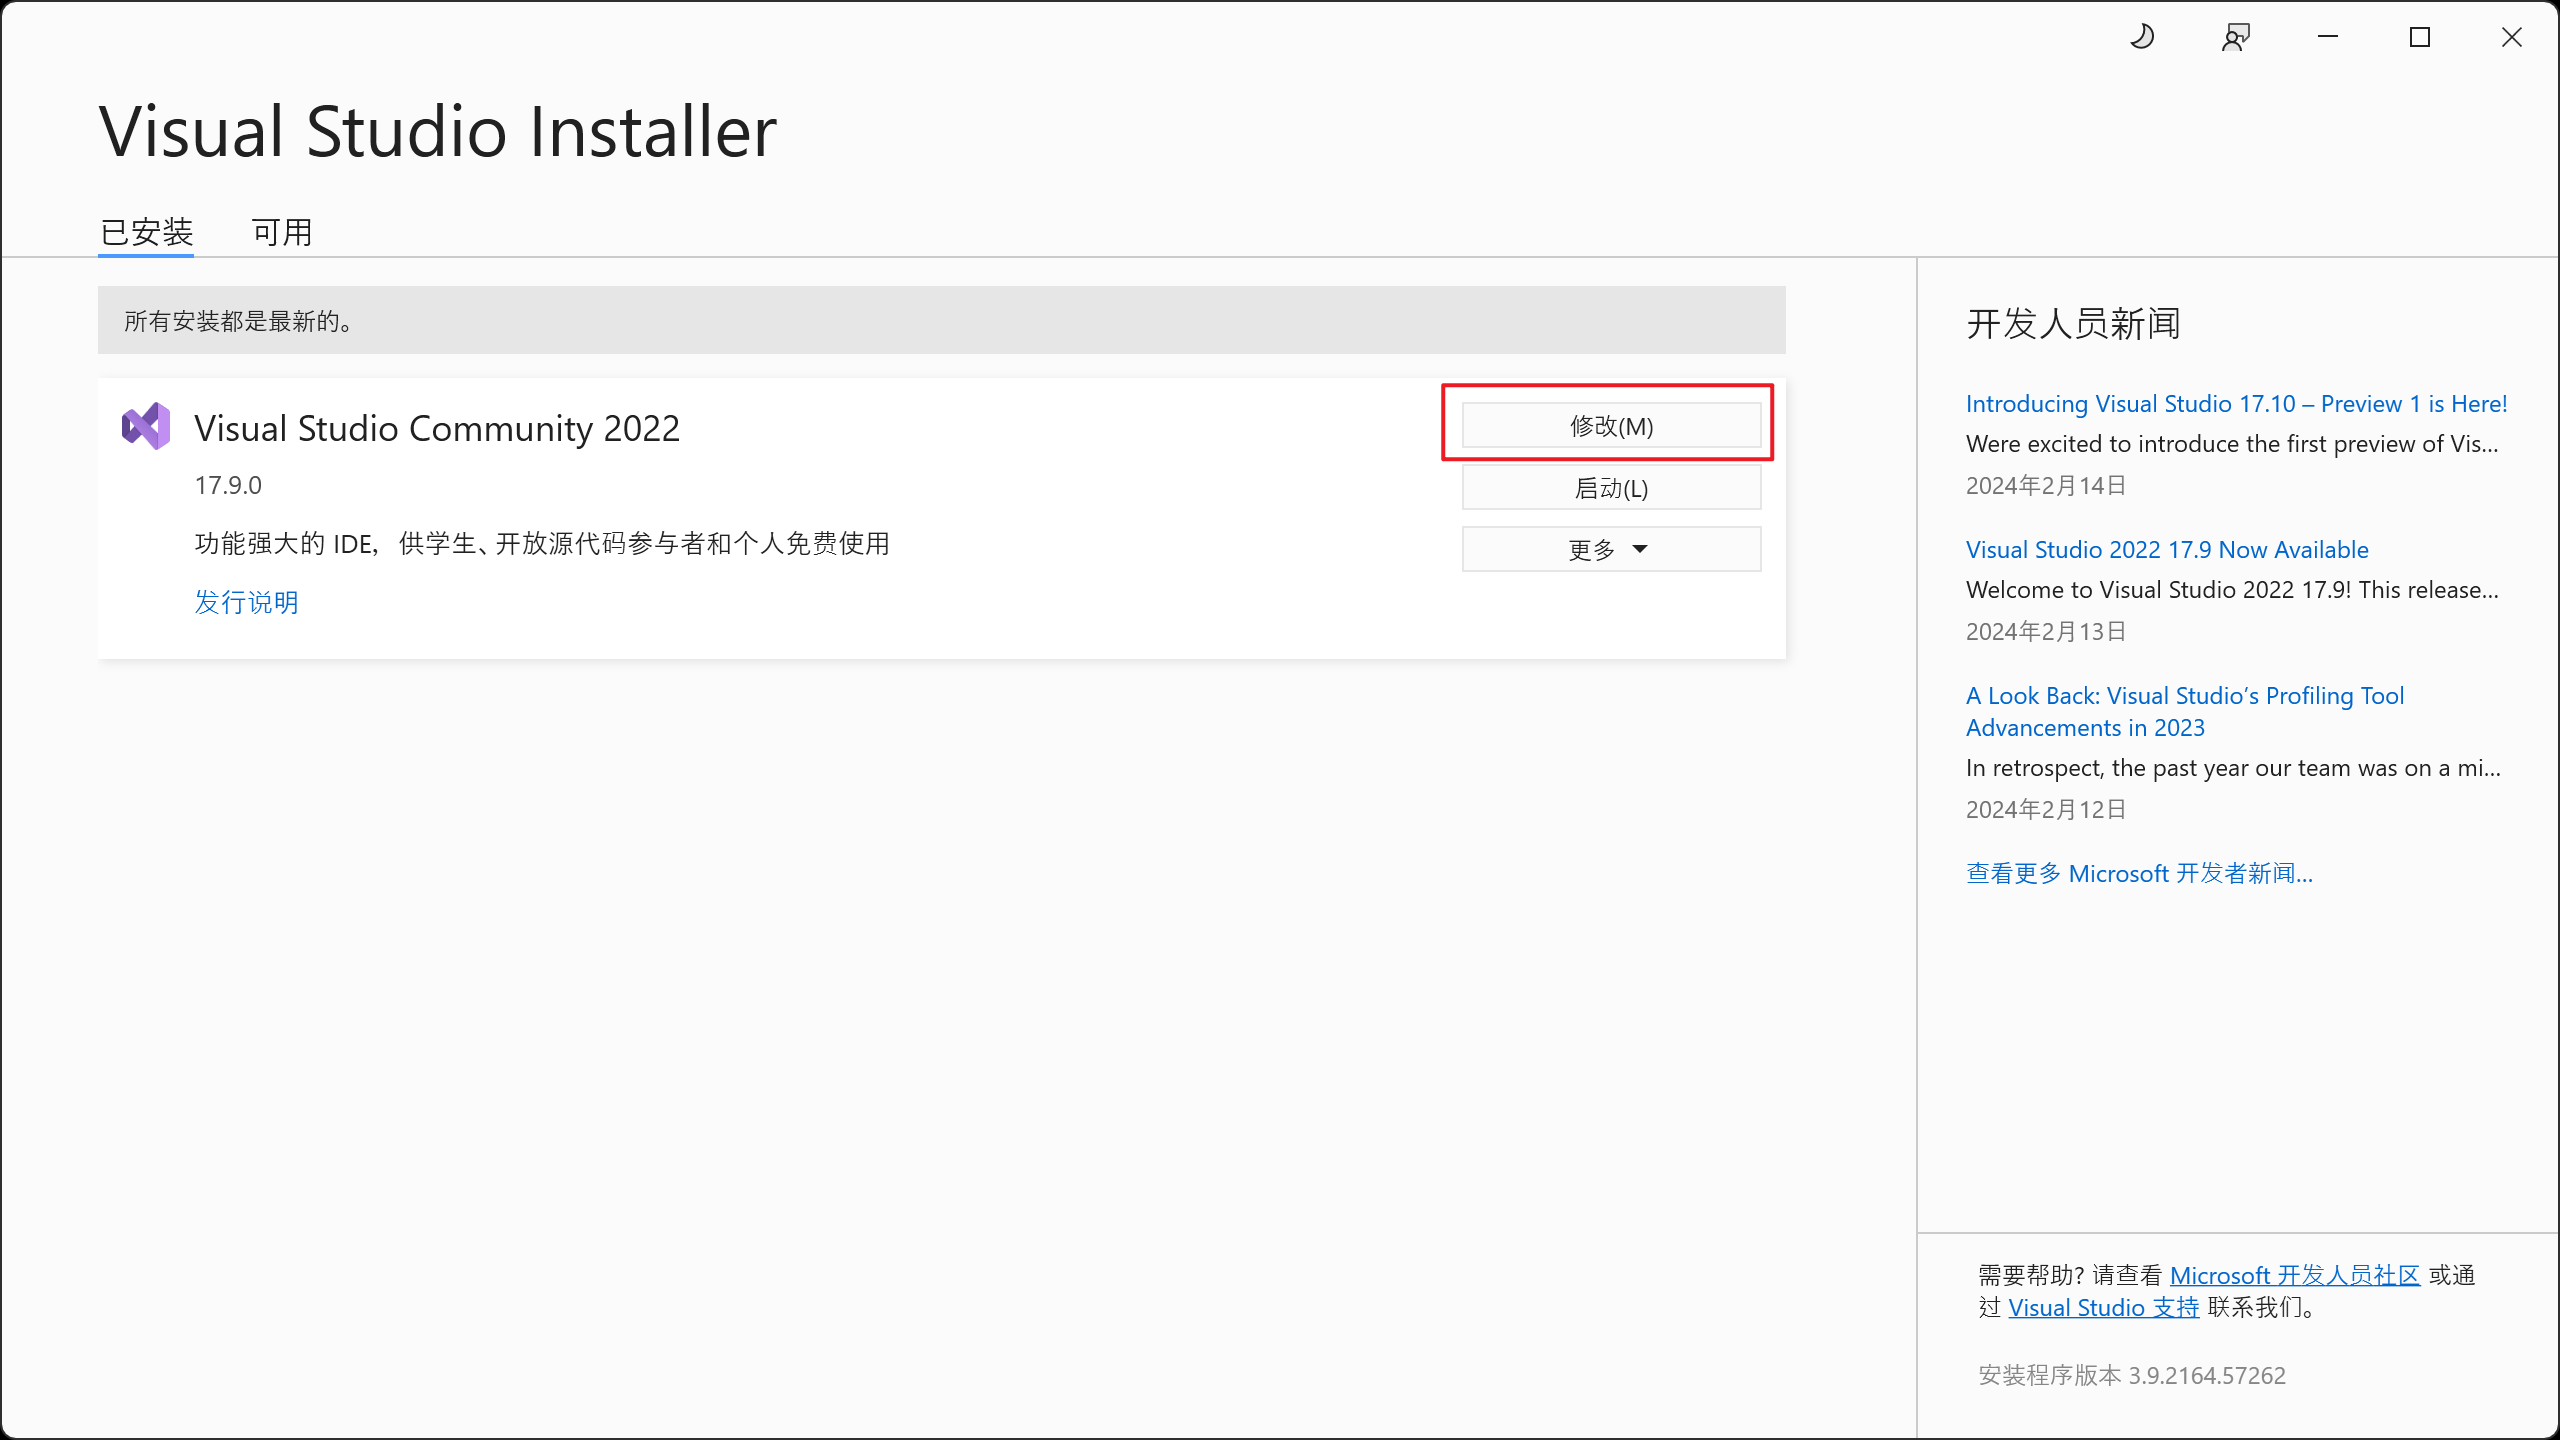 Visual Studio Installer
已安装
可用
所有安装都是最新的。
Visual Studio Community 2022
17.9.0
功能强大的 IDE，供学生、开放源代码参与者和个人免费使用
发行说明
修改(M)
启动(L)
更多
开发人员新闻
Introducing Visual Studio 17.10 – Preview 1 is Here!
Were excited to introduce the first preview of Vis...
2024年2月14日
Visual Studio 2022 17.9 Now Available
Welcome to Visual Studio 2022 17.9! This release...
2024年2月13日
A Look Back: Visual Studio’s Profiling Tool
Advancements in 2023
In retrospect, the past year our team was on a mi...
2024年2月12日
查看更多 Microsoft 开发者新闻...
需要帮助? 请查看 Microsoft 开发人员社区 或通
过 Visual Studio 支持 联系我们。
安装程序版本 3.9.2164.57262